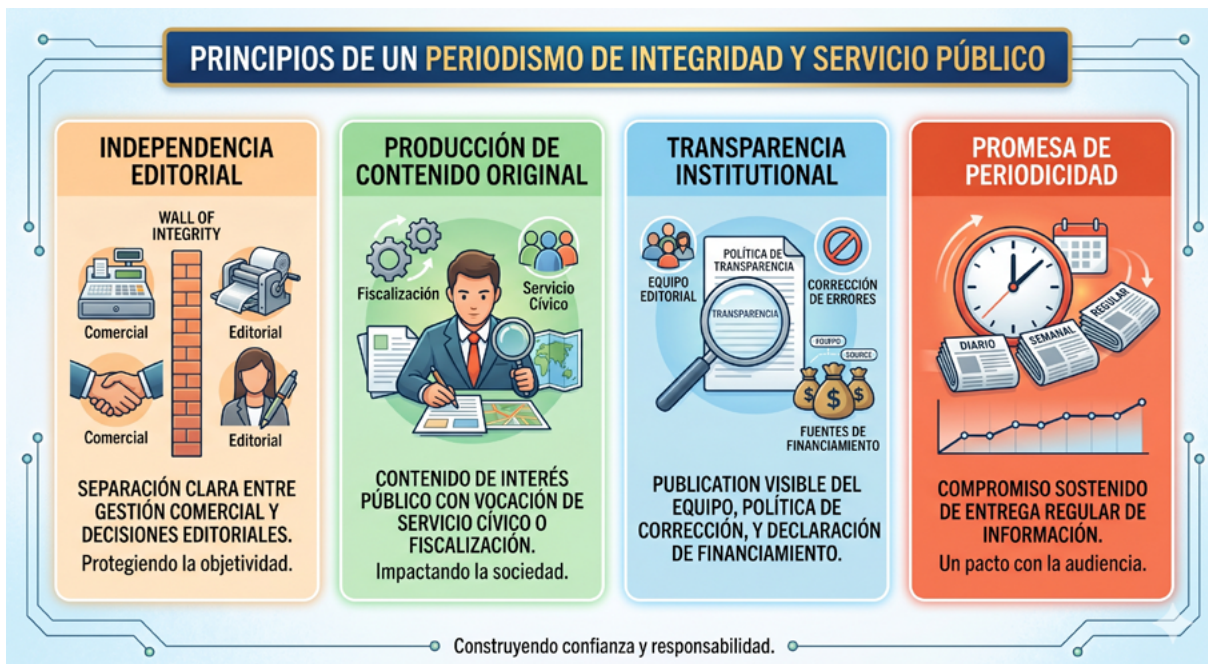 PRINCIPIOS DE UN PERIODISMO DE INTEGRIDAD Y SERVICIO PÚBLICO
INDEPENDENCIA
EDITORIAL
WALL OF
INTEGRITY
Comercial
Editorial
Comercial
Editorial
SEPARACIÓN CLARA ENTRE
GESTIÓN COMERCIAL Y
DECISIONES EDITORIALES.
Protegiendo la objetividad.
PRODUCCIÓN DE
CONTENIDO ORIGINAL
Fiscalización
Servicio
Cívico
CONTENIDO DE INTERÉS
PÚBLICO CON VOCACIÓN DE
SERVICIO CÍVICO O
FISCALIZACIÓN.
Impactando la sociedad.
TRANSPARENCIA
INSTITUTIONAL
EQUIPO
EDITORIAL
POLÍTICA DE
TRANSPARENCIA
TRANSPARENCIA
CORRECCIÓN
DE ERRORES
EQUIPO
SOURCE
$ $ $
FUENTES DE
FINANCIAMIENTO
PUBLICATION VISIBLE DEL
EQUIPO, POLÍTICA DE
CORRECCIÓN, Y DECLARACIÓN
DE FINANCIAMIENTO.
PROMESA DE
PERIODICIDAD
DIARIO
SEMANAL
REGULAR
COMPROMISO SOSTENIDO
DE ENTREGA REGULAR DE
INFORMACIÓN.
Un pacto con la audiencia.
Construyendo confianza y responsabilidad.